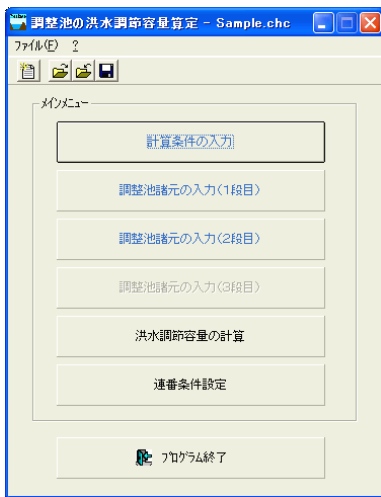 調整池の洪水調節容量算定 - Sample.chc
ファイル(F) ?
メインメニュー
計算条件の入力
調整池諸元の入力(1段目)
調整池諸元の入力(2段目)
調整池諸元の入力(3段目)
洪水調節容量の計算
連番条件設定
プログラム終了